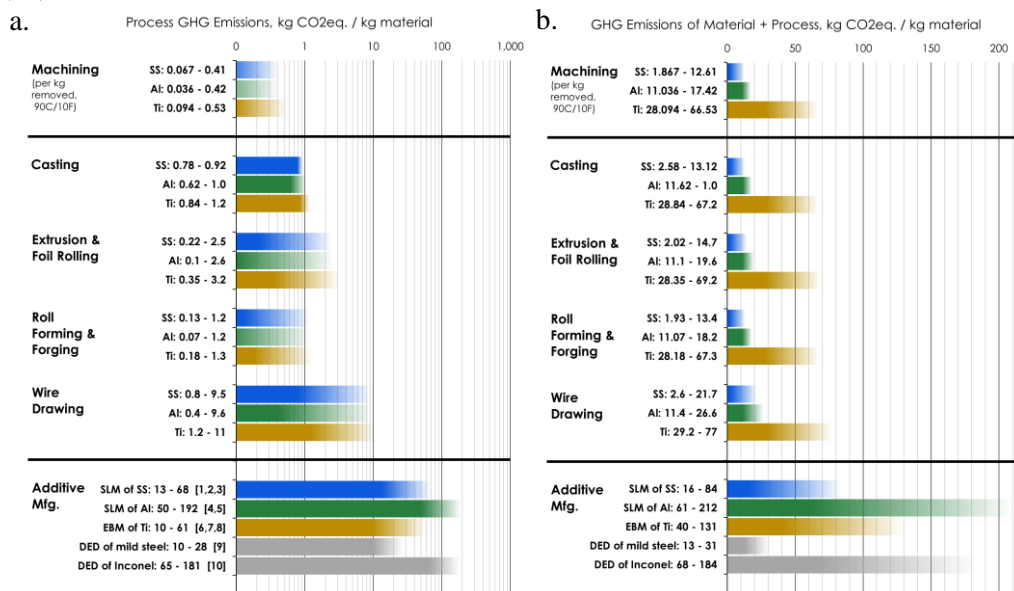 a.
Process GHG Emissions, kg CO2eq. / kg material
0 1 10 100 1,000
Machining
(per kg
removed,
90C/10F)
SS: 0.067 - 0.41
Al: 0.036 - 0.42
Ti: 0.094 - 0.53
Casting
SS: 0.78 - 0.92
Al: 0.62 - 1.0
Ti: 0.84 - 1.2
Extrusion &
Foil Rolling
SS: 0.22 - 2.5
Al: 0.1 - 2.6
Ti: 0.35 - 3.2
Roll
Forming &
Forging
SS: 0.13 - 1.2
Al: 0.07 - 1.2
Ti: 0.18 - 1.3
Wire
Drawing
SS: 0.8 - 9.5
Al: 0.4 - 9.6
Ti: 1.2 - 11
Additive
Mfg.
SLM of SS: 13 - 68 [1,2,3]
SLM of Al: 50 - 192 [4,5]
EBM of Ti: 10 - 61 [6,7,8]
DED of mild steel: 10 - 28 [9]
DED of Inconel: 65 - 181 [10]
b.
GHG Emissions of Material + Process, kg CO2eq. / kg material
0 50 100 150 200
Machining
(per kg
removed,
90C/10F)
SS: 1.867 - 12.61
Al: 11.036 - 17.42
Ti: 28.094 - 66.53
Casting
SS: 2.58 - 13.12
Al: 11.62 - 1.0
Ti: 28.84 - 67.2
Extrusion &
Foil Rolling
SS: 2.02 - 14.7
Al: 11.1 - 19.6
Ti: 28.35 - 69.2
Roll
Forming &
Forging
SS: 1.93 - 13.4
Al: 11.07 - 18.2
Ti: 28.18 - 67.3
Wire
Drawing
SS: 2.6 - 21.7
Al: 11.4 - 26.6
Ti: 29.2 - 77
Additive
Mfg.
SLM of SS: 16 - 84
SLM of Al: 61 - 212
EBM of Ti: 40 - 131
DED of mild steel: 13 - 31
DED of Inconel: 68 - 184